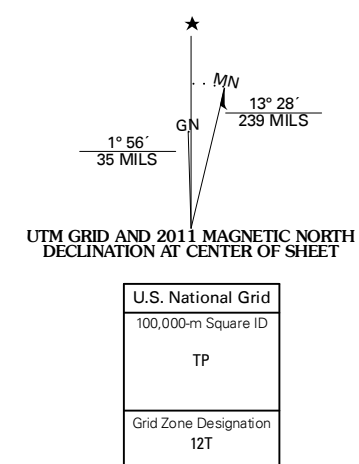 MN
GN
13° 28´
239 MILS
1° 56´
35 MILS
UTM GRID AND 2011 MAGNETIC NORTH
DECLINATION AT CENTER OF SHEET
U.S. National Grid
100,000-m Square ID
TP
Grid Zone Designation
12T